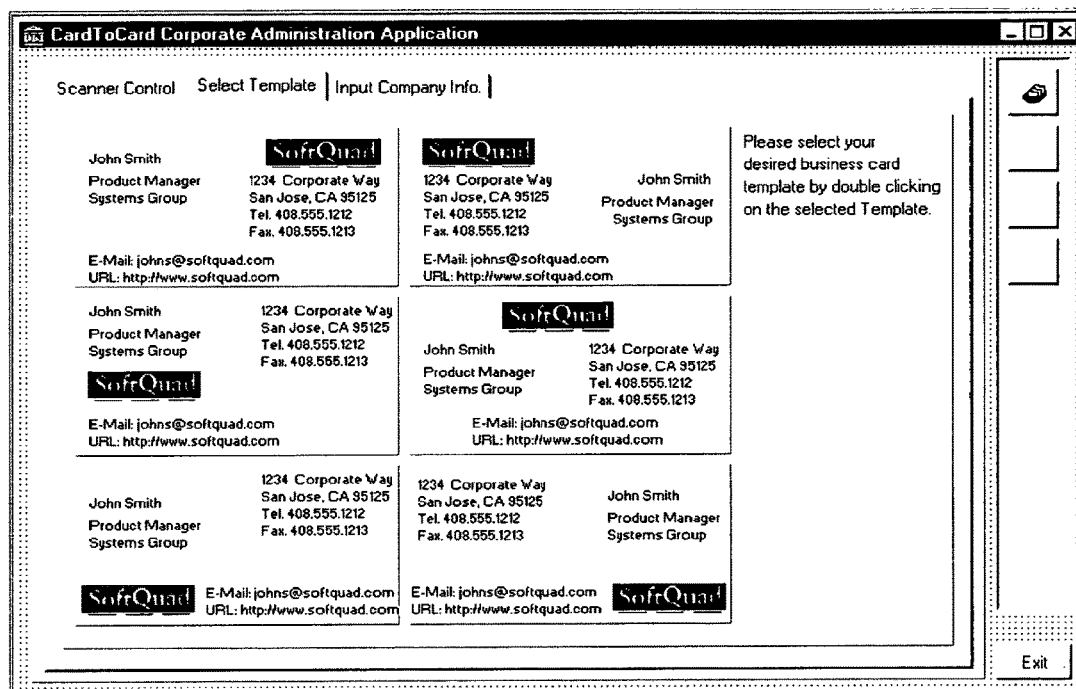 CardToCard Corporate Administration Application
Scanner Control
Select Template
Input Company Info.
John Smith
Product Manager
Systems Group
SoftQuad
1234 Corporate Way
San Jose, CA 95125
Tel. 408.555.1212
Fax. 408.555.1213
E-Mail: johns@softquad.com
URL: http://www.softquad.com
SoftQuad
1234 Corporate Way
San Jose, CA 95125
Tel. 408.555.1212
Fax. 408.555.1213
John Smith
Product Manager
Systems Group
E-Mail: johns@softquad.com
URL: http://www.softquad.com
Please select your
desired business card
template by double clicking
on the selected Template.
John Smith
Product Manager
Systems Group
1234 Corporate Way
San Jose, CA 95125
Tel. 408.555.1212
Fax. 408.555.1213
SoftQuad
E-Mail: johns@softquad.com
URL: http://www.softquad.com
SoftQuad
John Smith
Product Manager
Systems Group
1234 Corporate Way
San Jose, CA 95125
Tel. 408.555.1212
Fax. 408.555.1213
E-Mail: johns@softquad.com
URL: http://www.softquad.com
John Smith
Product Manager
Systems Group
1234 Corporate Way
San Jose, CA 95125
Tel. 408.555.1212
Fax. 408.555.1213
SoftQuad
E-Mail: johns@softquad.com
URL: http://www.softquad.com
1234 Corporate Way
San Jose, CA 95125
Tel. 408.555.1212
Fax. 408.555.1213
John Smith
Product Manager
Systems Group
E-Mail: johns@softquad.com
URL: http://www.softquad.com
SoftQuad
Exit